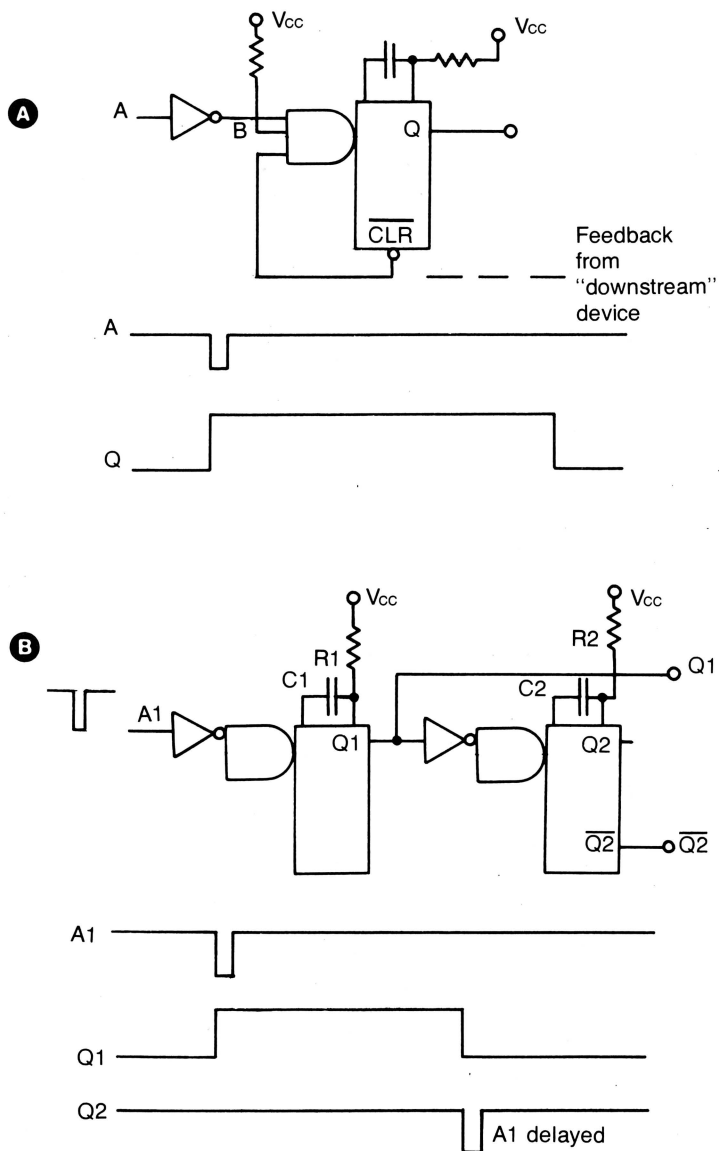 Vcc
Vcc
A
A
B
Q
CLR
Feedback
from
"downstream"
device
A
Q
B
Vcc
Vcc
R1
R2
Q1
C1
C2
A1
Q1
Q2
Q2
Q2
A1
Q1
Q2
A1 delayed